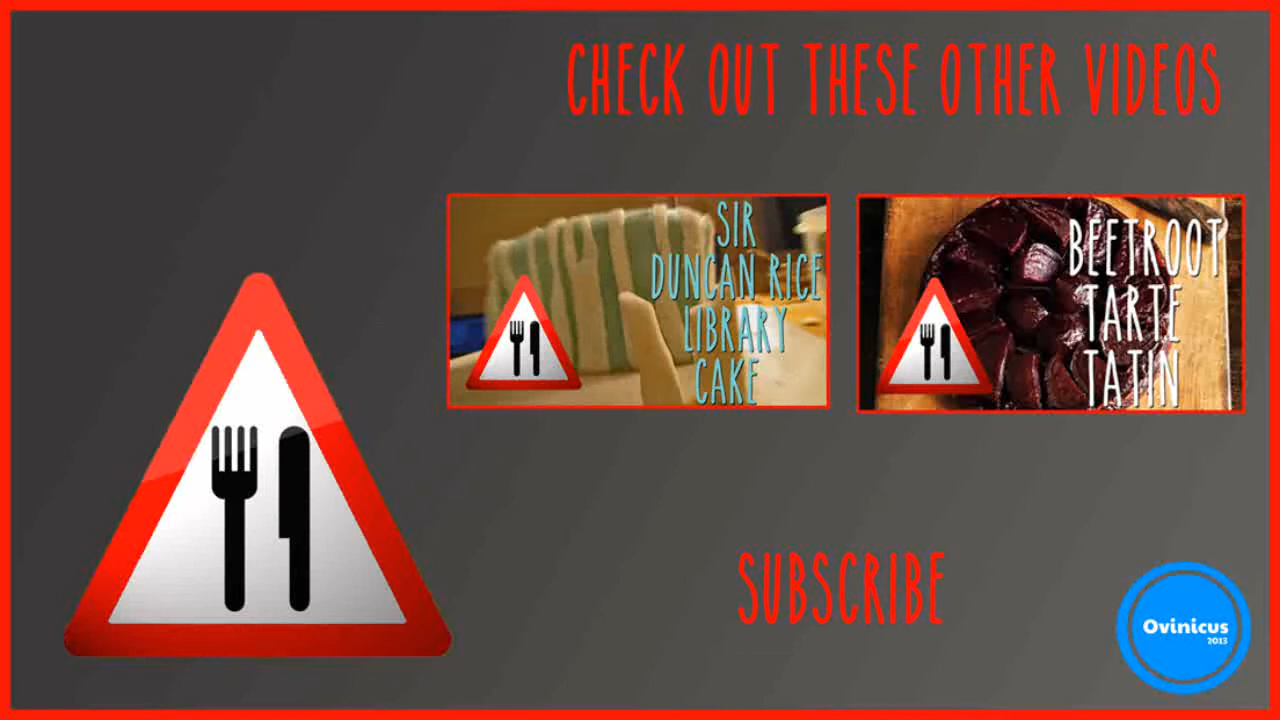 CHECK OUT THESE OTHER VIDEOS
SIR
DUNCAN RICE
LIBRARY
CAKE
BEETROOT
TARTE
TATIN
SUBSCRIBE
Ovinicus
2013